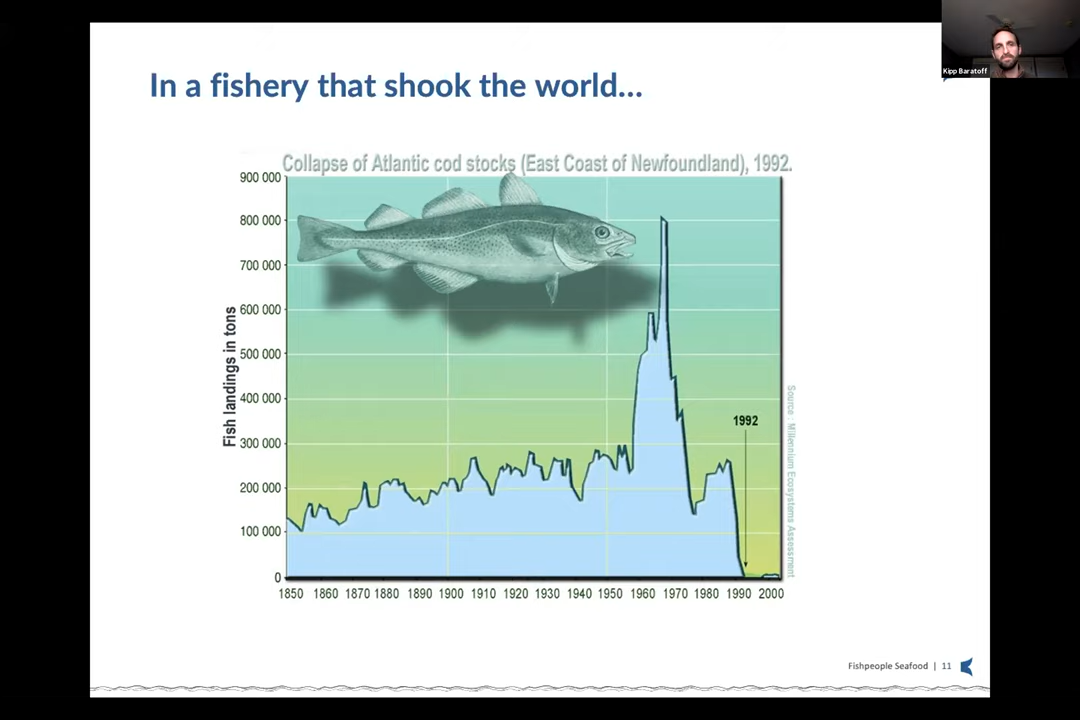 Kipp Baratoff
In a fishery that shook the world...
Collapse of Atlantic cod stocks (East Coast of Newfoundland), 1992.
900 000
800 000
700 000
600 000
500 000
400 000
300 000
200 000
100 000
0
Fish landings in tons
1992
Source : Millennium Ecosystems Assessment
1850 1860 1870 1880 1890 1900 1910 1920 1930 1940 1950 1960 1970 1980 1990 2000
Fishpeople Seafood | 11